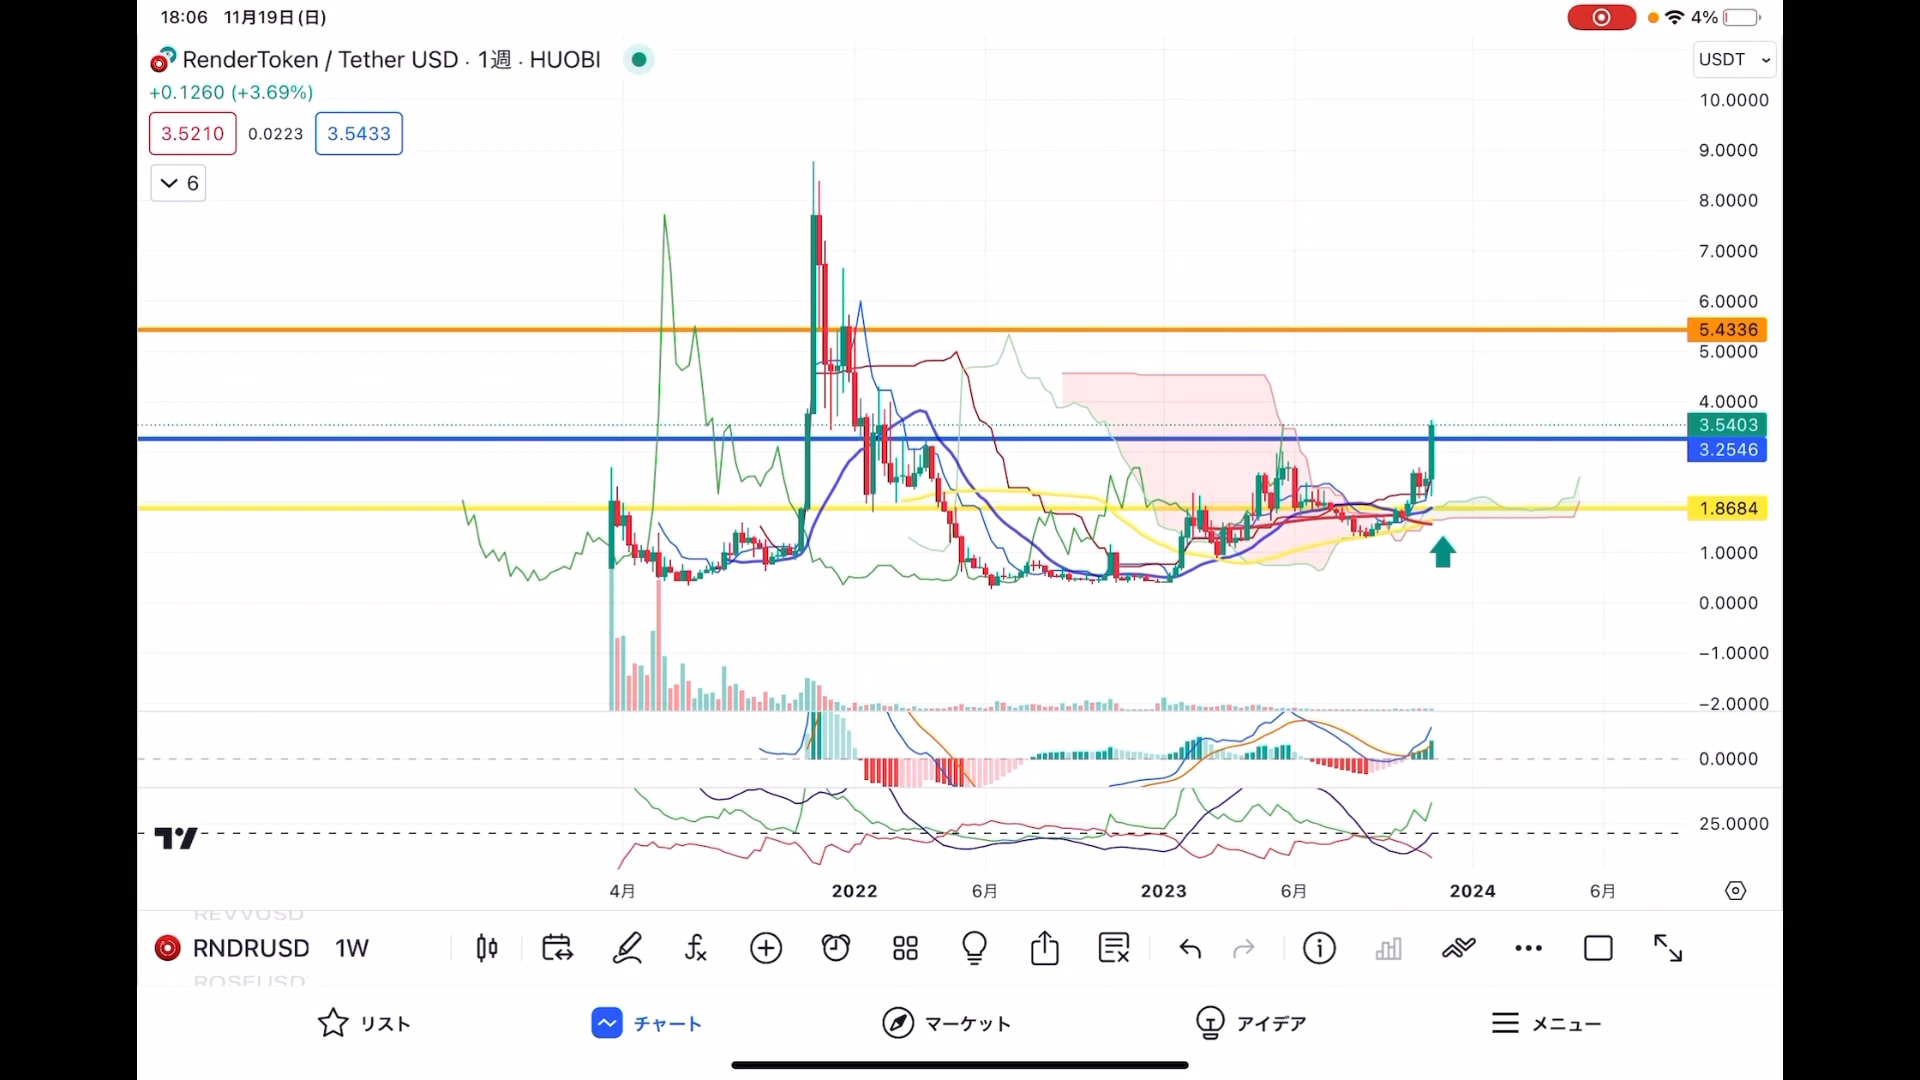 18:06 11月19日(日)
4%
RenderToken / Tether USD · 1週 · HUOBI
USDT
+0.1260 (+3.69%)
3.5210 0.0223 3.5433
6
10.0000
9.0000
8.0000
7.0000
6.0000
5.4336
5.0000
4.0000
3.5403
3.2546
1.8684
1.0000
0.0000
−1.0000
−2.0000
0.0000
25.0000
4月 2022 6月 2023 6月 2024 6月
REVVUSD
RNDRUSD 1W
ROSEUSD
リスト チャート マーケット アイデア メニュー